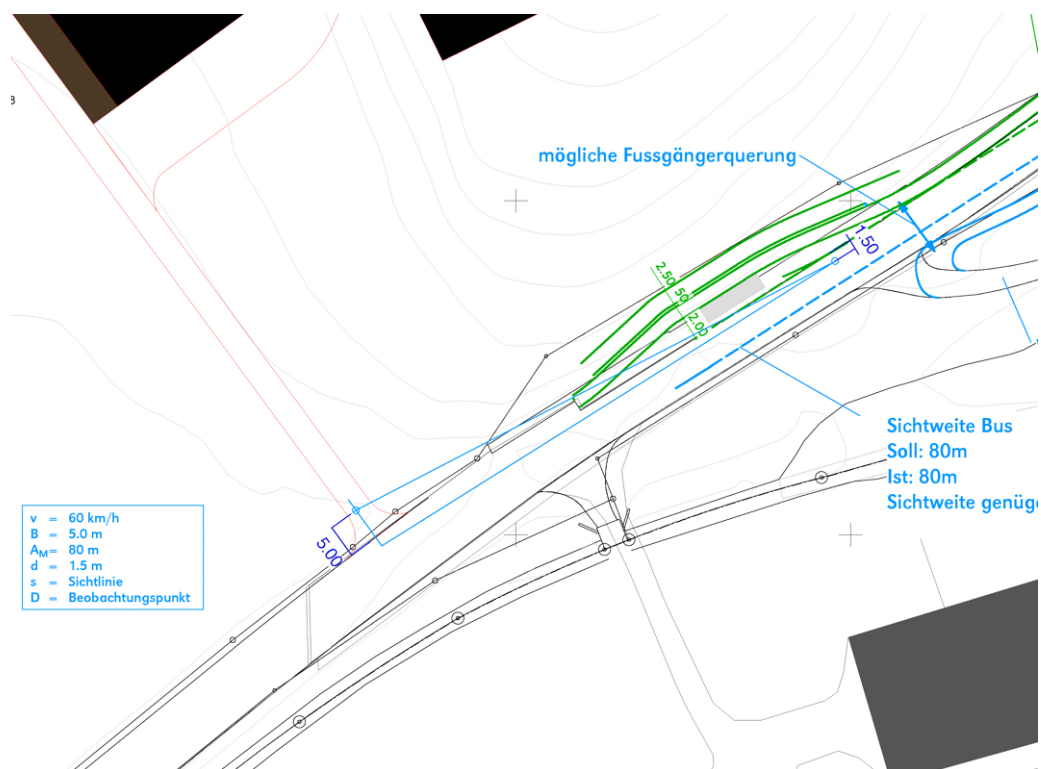 mögliche Fussgängerquerung
1.50
2.50
50
2.00
Sichtweite Bus
Soll: 80m
Ist: 80m
Sichtweite genüge
5.00
v = 60 km/h
B = 5.0 m
AM= 80 m
d = 1.5 m
s = Sichtlinie
D = Beobachtungspunkt